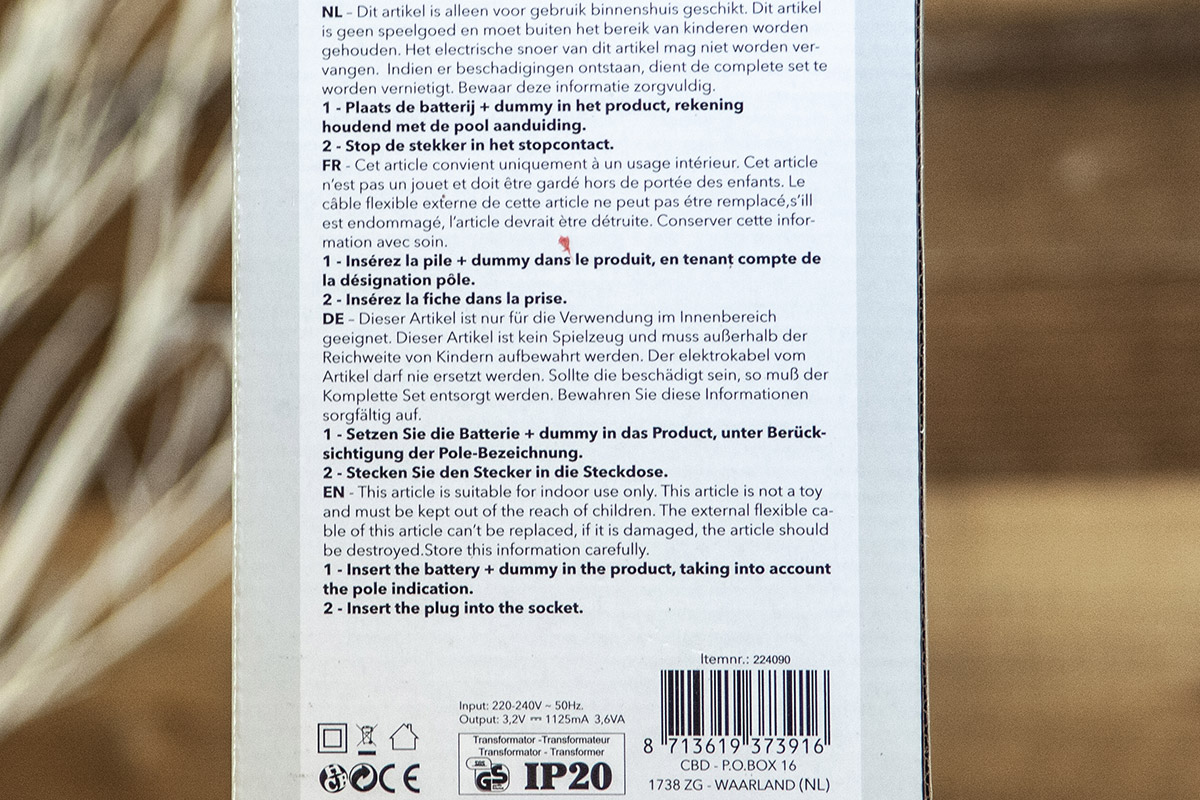 NL – Dit artikel is alleen voor gebruik binnenshuis geschikt. Dit artikel
is geen speelgoed en moet buiten het bereik van kinderen worden
gehouden. Het electrische snoer van dit artikel mag niet worden ver-
vangen. Indien er beschadigingen ontstaan, dient de complete set te
worden vernietigt. Bewaar deze informatie zorgvuldig.
1 - Plaats de batterij + dummy in het product, rekening
houdend met de pool aanduiding.
2 - Stop de stekker in het stopcontact.
FR - Cet article convient uniquement à un usage intérieur. Cet article
n'est pas un jouet et doit être gardé hors de portée des enfants. Le
câble flexible externe de cette article ne peut pas étre remplacé,s'ill
est endommagé, l'article devrait ètre détruite. Conserver cette infor-
mation avec soin.
1 - Insérez la pile + dummy dans le produit, en tenant compte de
la désignation pôle.
2 - Insérez la fiche dans la prise.
DE – Dieser Artikel ist nur für die Verwendung im Innenbereich
geeignet. Dieser Artikel ist kein Spielzeug und muss außerhalb der
Reichweite von Kindern aufbewahrt werden. Der elektrokabel vom
Artikel darf nie ersetzt werden. Sollte die beschädigt sein, so muß der
Komplette Set entsorgt werden. Bewahren Sie diese Informationen
sorgfältig auf.
1 - Setzen Sie die Batterie + dummy in das Product, unter Berück-
sichtigung der Pole-Bezeichnung.
2 - Stecken Sie den Stecker in die Steckdose.
EN - This article is suitable for indoor use only. This article is not a toy
and must be kept out of the reach of children. The external flexible ca-
ble of this article can't be replaced, if it is damaged, the article should
be destroyed.Store this information carefully.
1 - Insert the battery + dummy in the product, taking into account
the pole indication.
2 - Insert the plug into the socket.
Itemnr.: 224090
Input: 220-240V ~ 50Hz.
Output: 3,2V ⎓ 1125mA 3,6VA
Transformator -Transformateur
Transformator - Transformer
GS IP20
CE
8 713619 373916
CBD - P.O.BOX 16
1738 ZG - WAARLAND (NL)